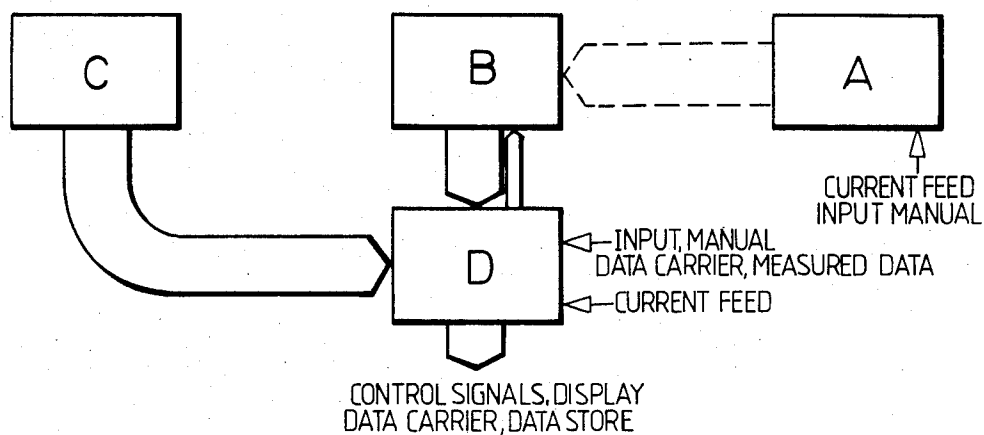 C
B
A
CURRENT FEED
INPUT MANUAL
D
INPUT, MANUAL
DATA CARRIER, MEASURED DATA
CURRENT FEED
CONTROL SIGNALS, DISPLAY
DATA CARRIER, DATA STORE